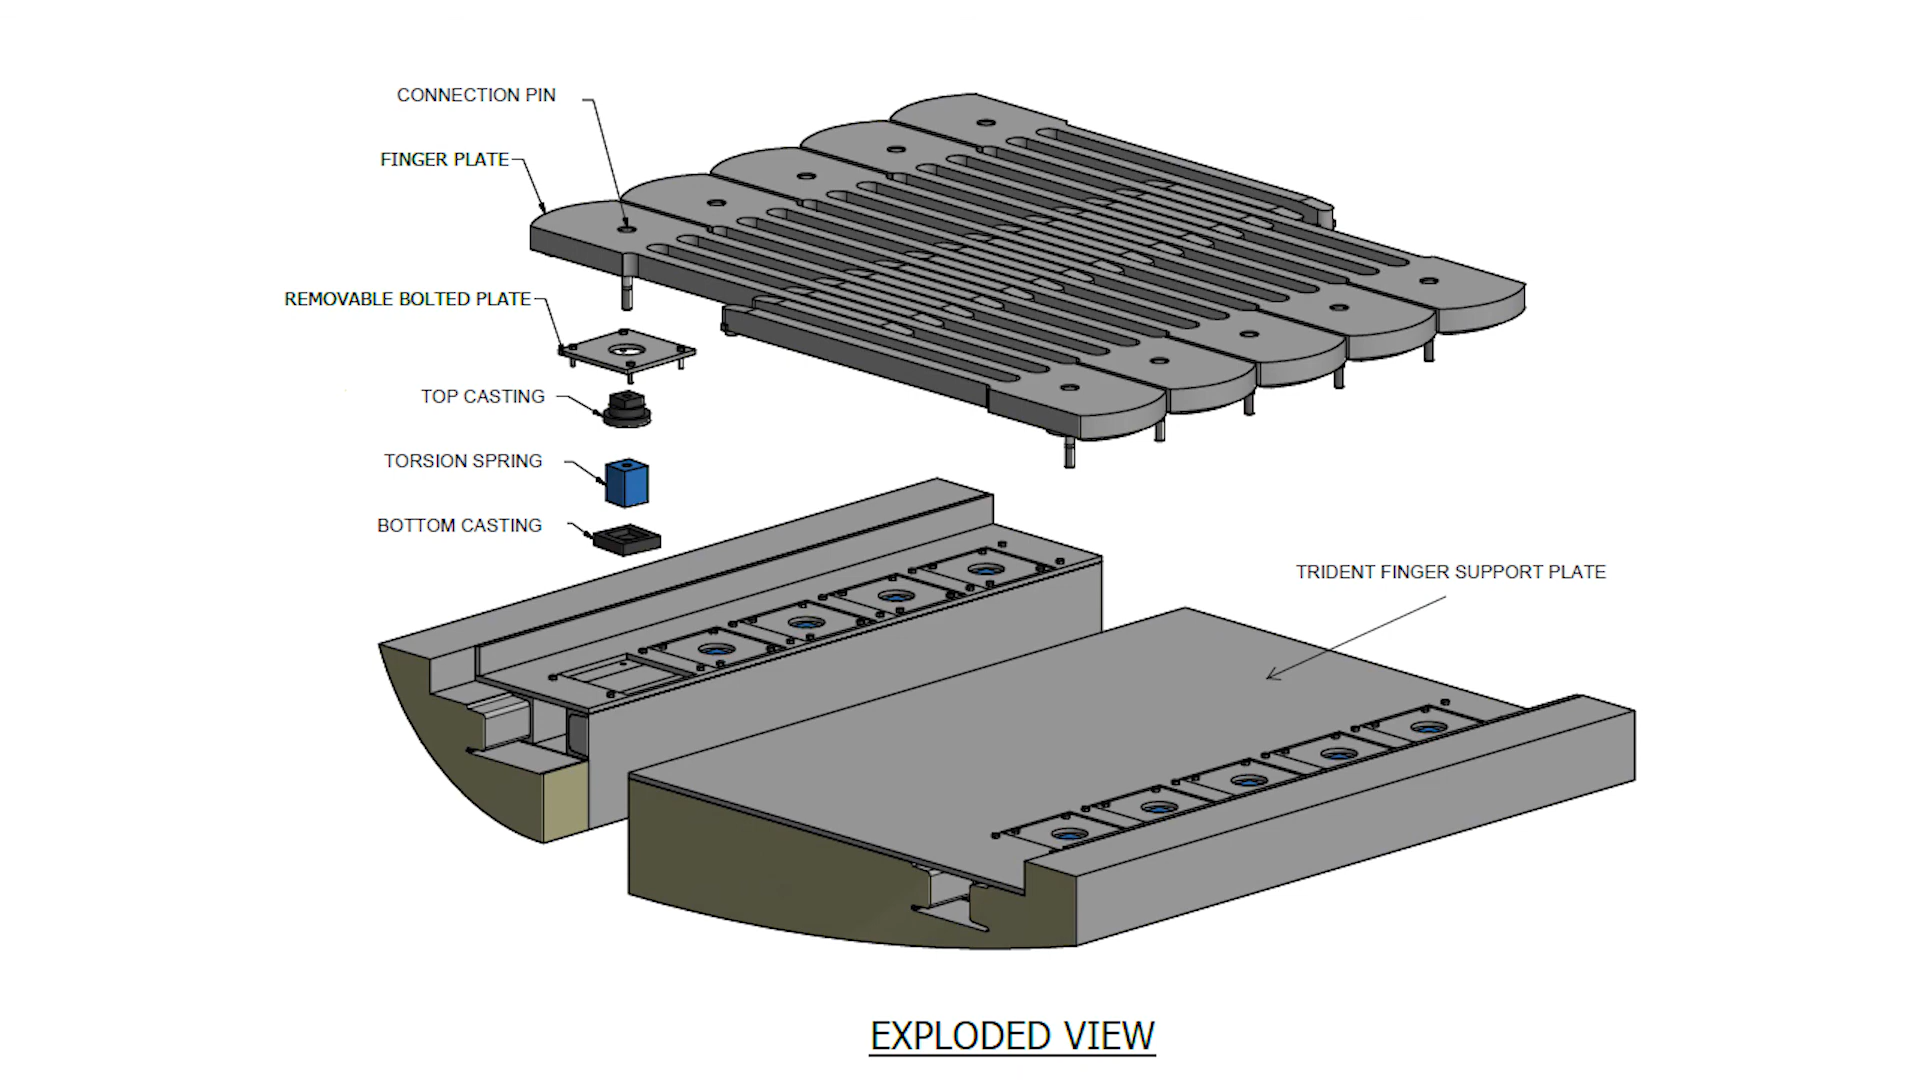 CONNECTION PIN
FINGER PLATE
REMOVABLE BOLTED PLATE
TOP CASTING
TORSION SPRING
BOTTOM CASTING
TRIDENT FINGER SUPPORT PLATE
EXPLODED VIEW